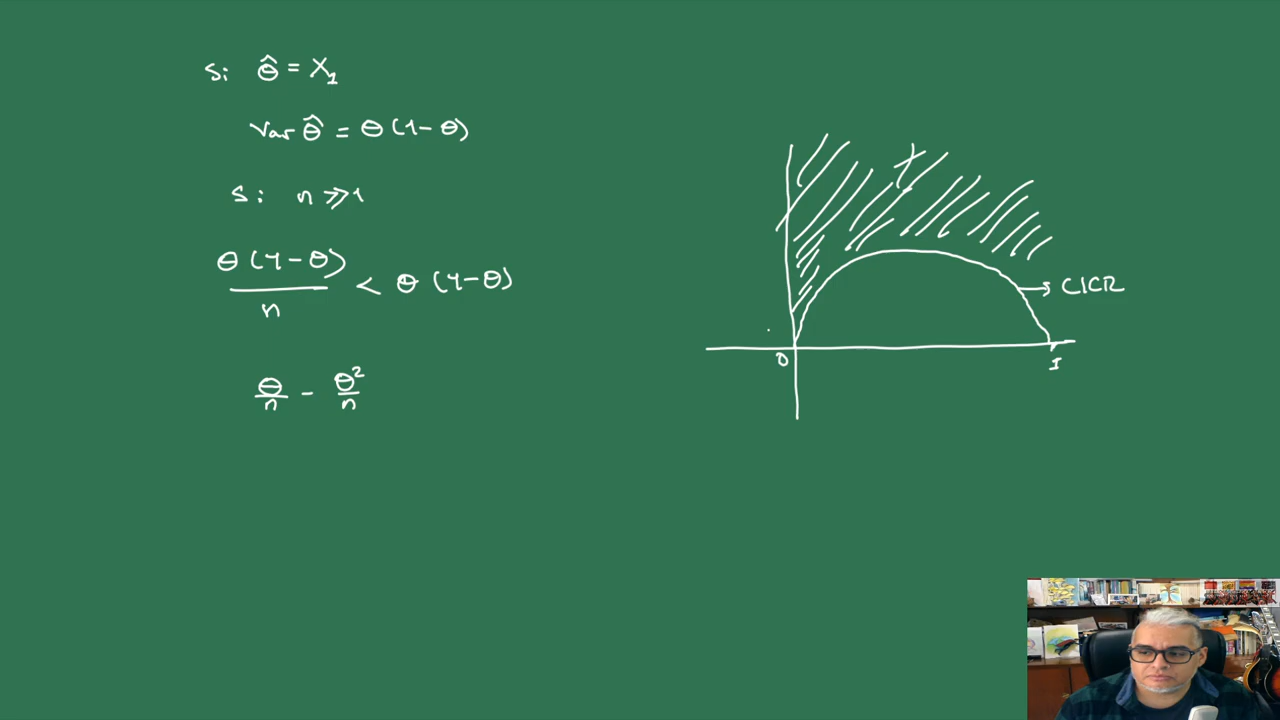 Si θ̂ = X₁
Var θ̂ = θ(1-θ)
Si n ≫ 1
θ(1-θ)/n < θ(1-θ)
θ/n - θ²/n
CICR
0
1